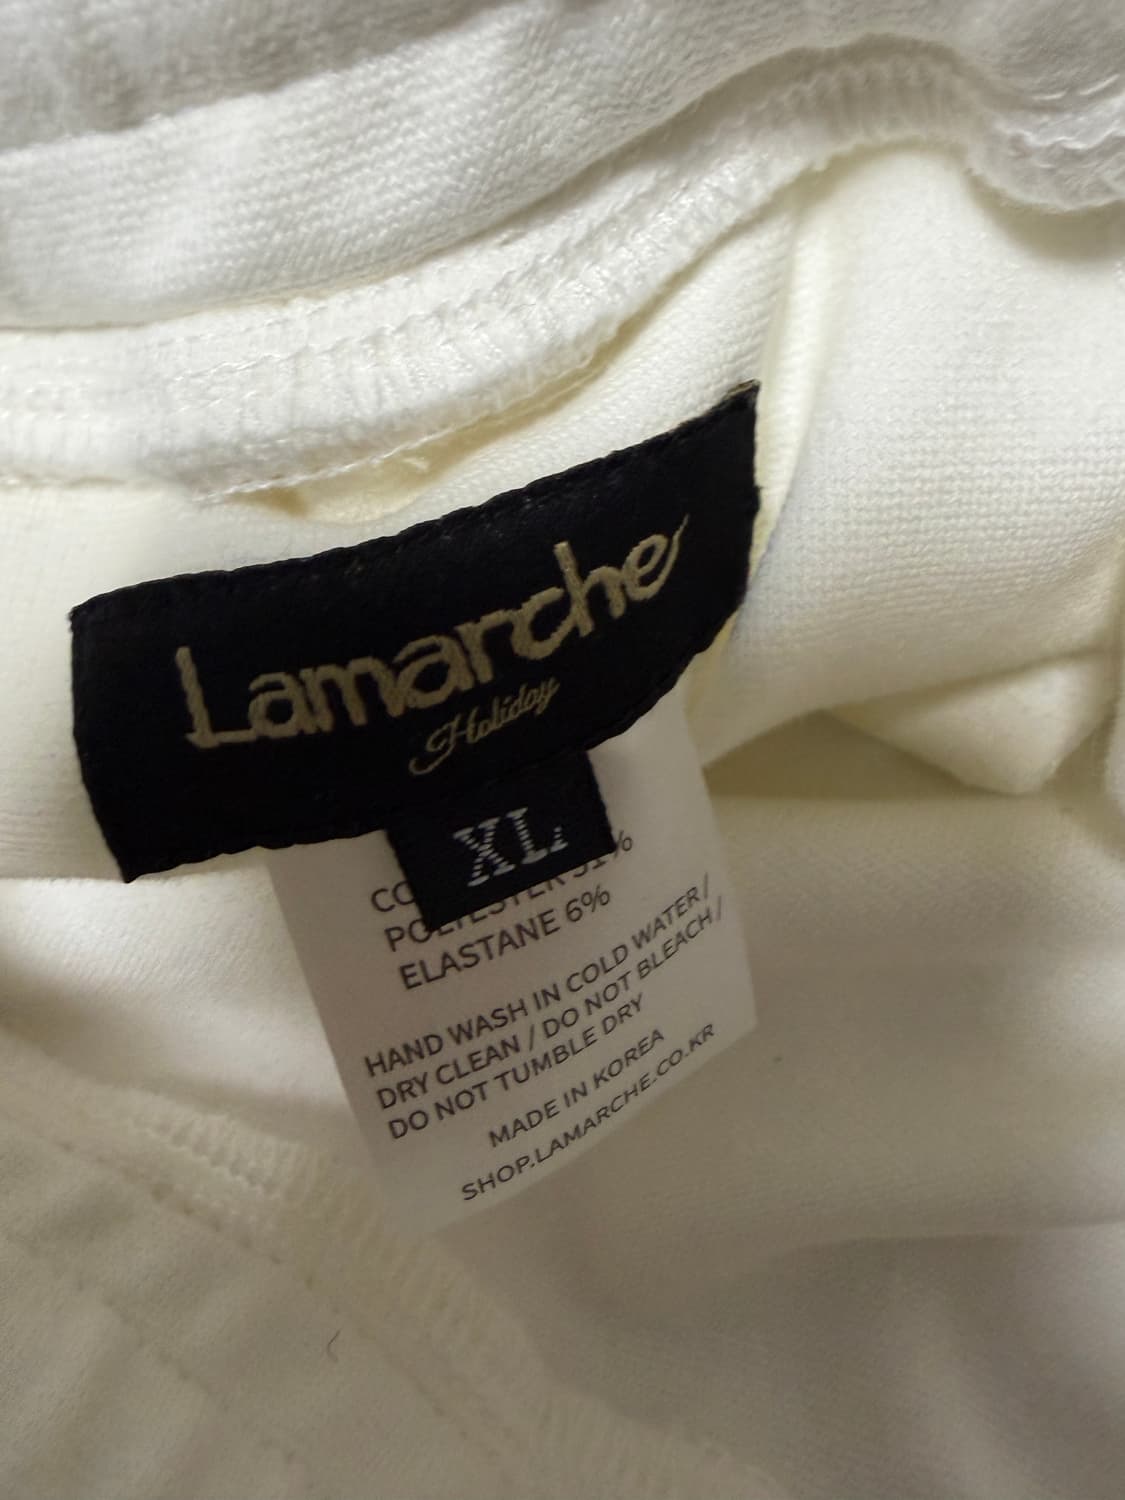 Lamarche
Holiday
XL
POLYESTER
ELASTANE 6%
HAND WASH IN COLD WATER /
DRY CLEAN / DO NOT BLEACH /
DO NOT TUMBLE DRY
MADE IN KOREA
SHOP.LAMARCHE.CO.KR